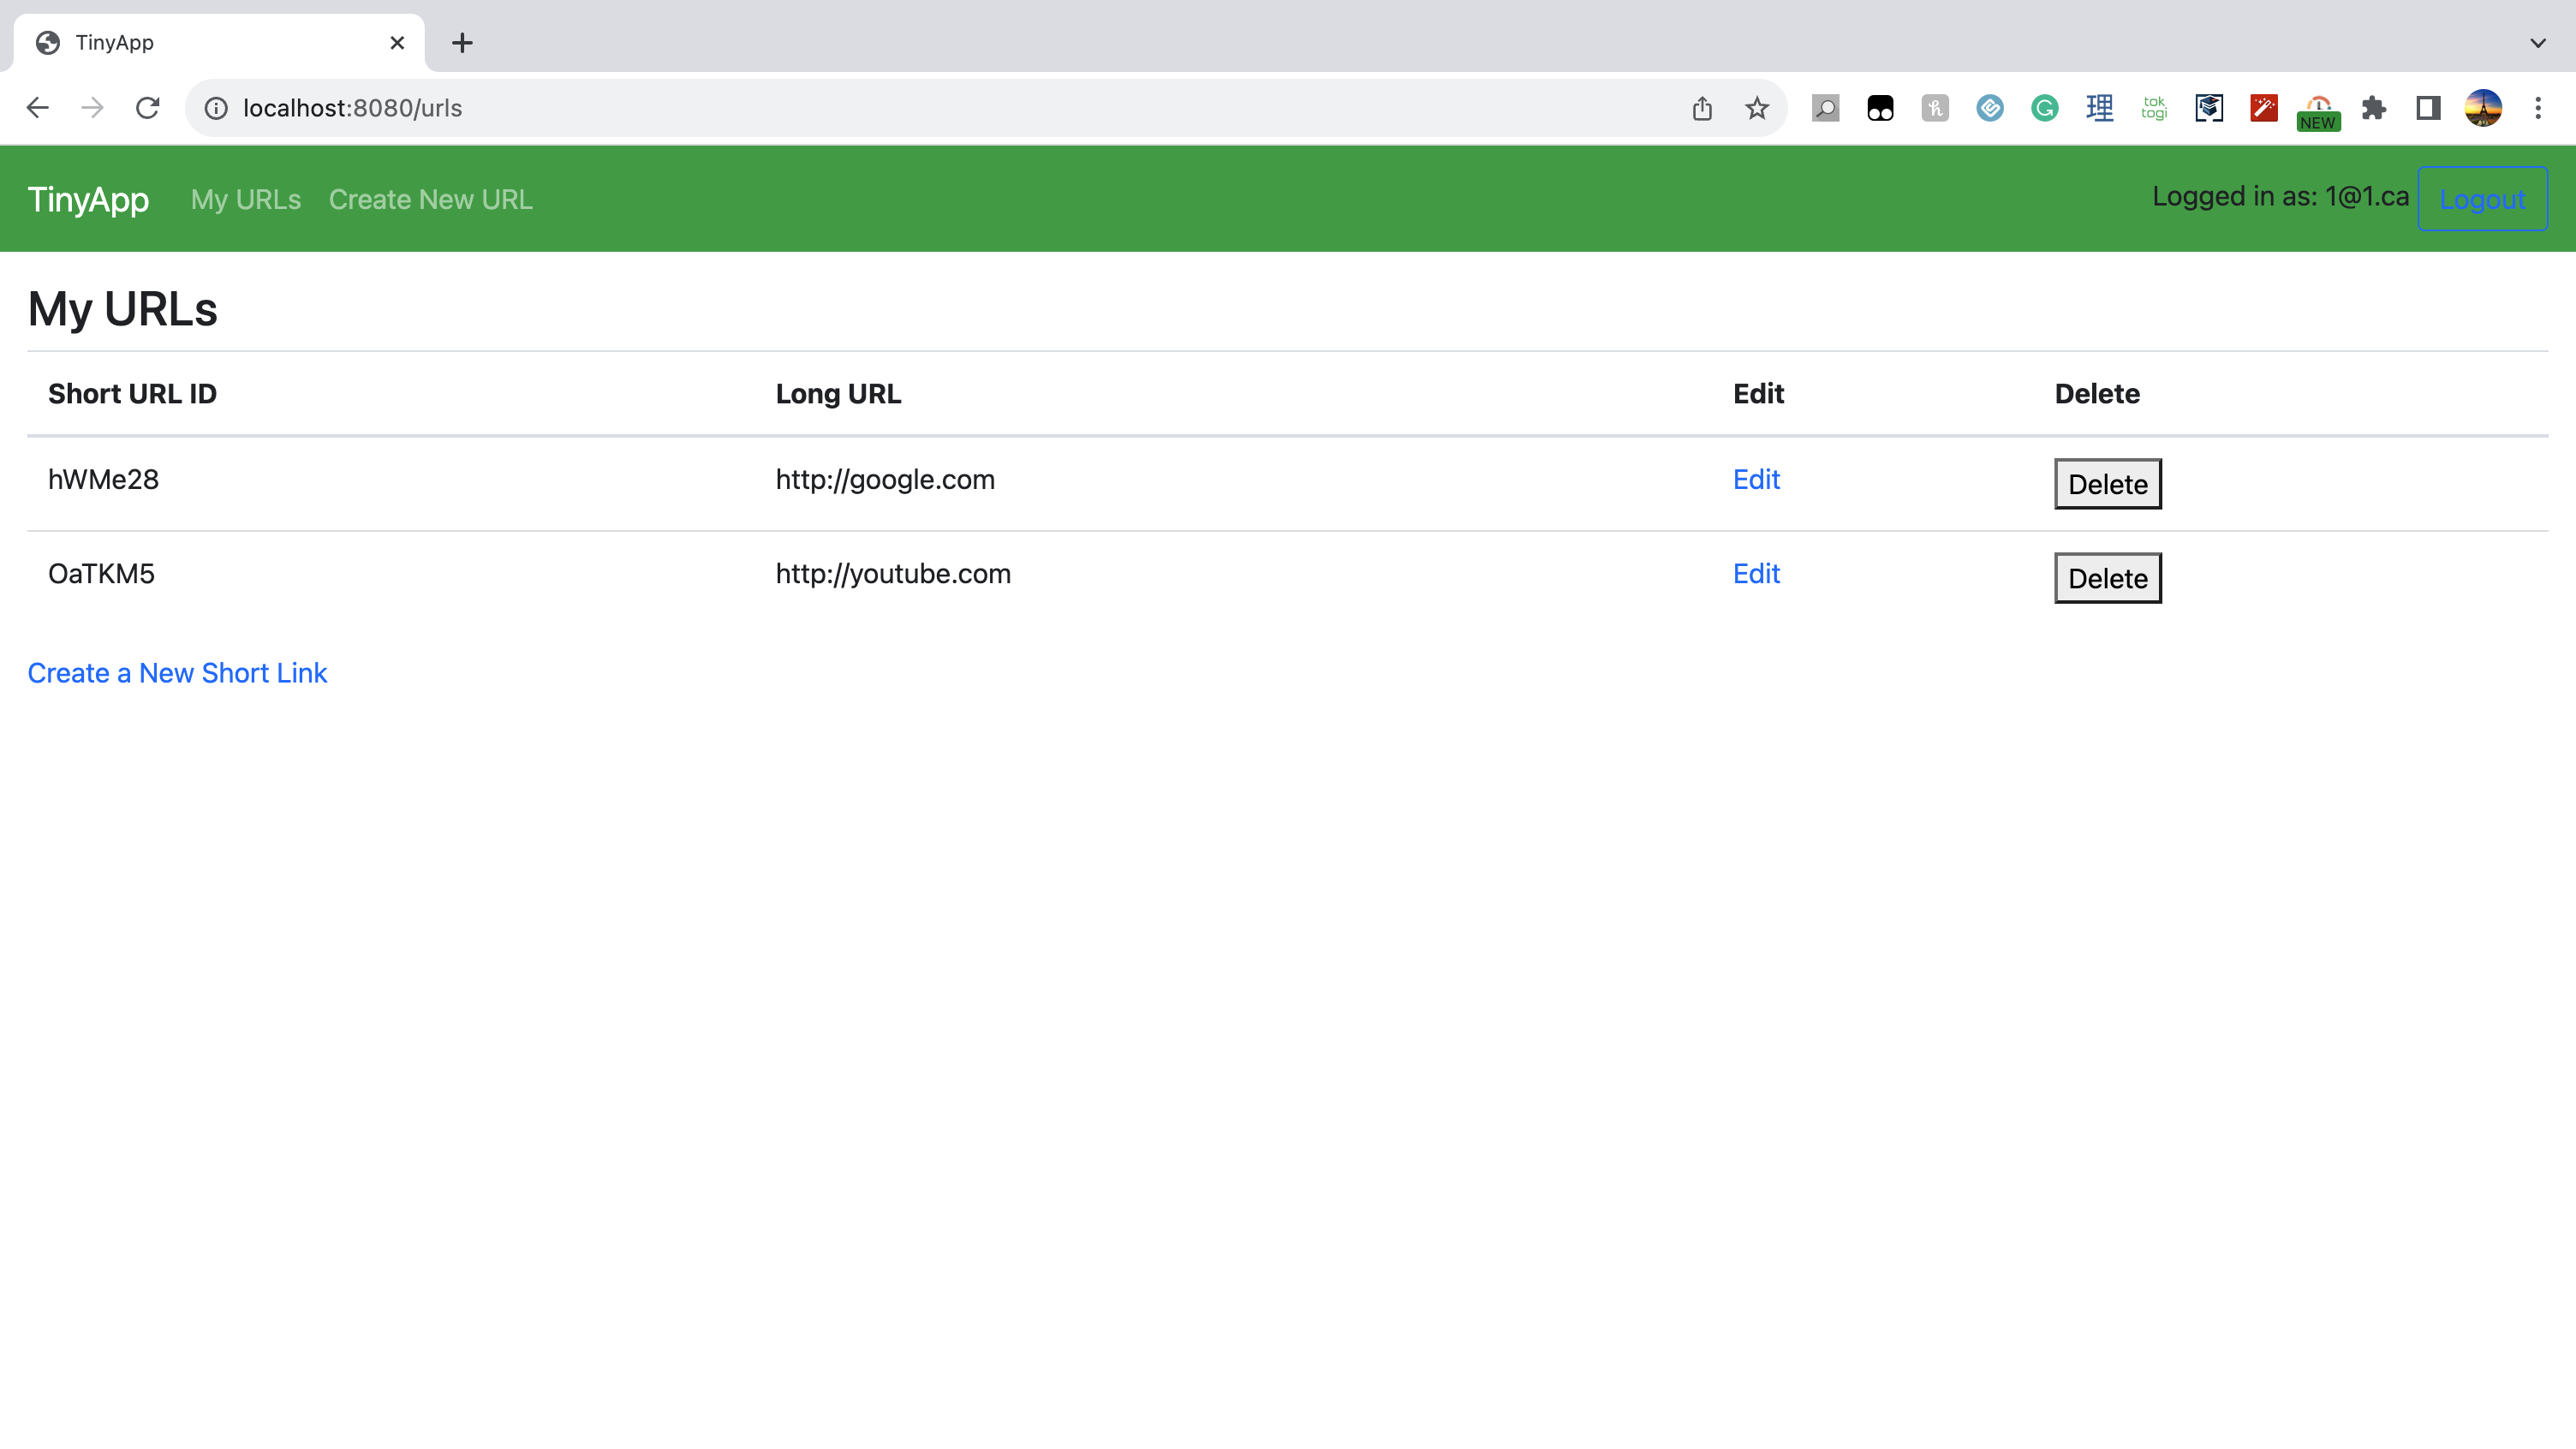 TinyApp
localhost:8080/urls
理
tok
togi
NEW
TinyApp My URLs Create New URL Logged in as: 1@1.ca Logout
My URLs
Short URL ID Long URL Edit Delete
hWMe28 http://google.com Edit Delete
OaTKM5 http://youtube.com Edit Delete
Create a New Short Link